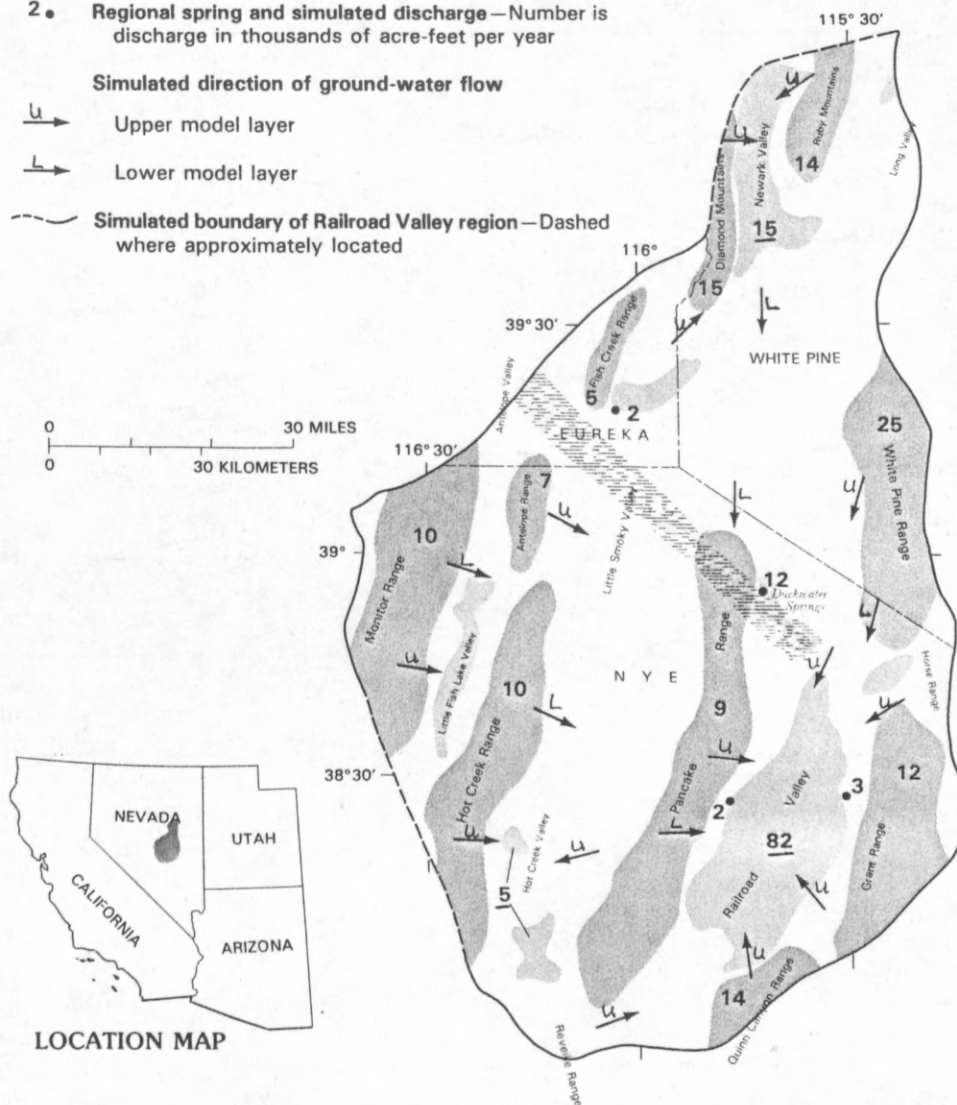 2 • Regional spring and simulated discharge—Number is
discharge in thousands of acre-feet per year
Simulated direction of ground-water flow
U Upper model layer
L Lower model layer
Simulated boundary of Railroad Valley region—Dashed
where approximately located
115° 30'
U
Ruby Mountains
Long Valley
U
Newark Valley
14
Diamond Mountains
15
116°
15
L
39° 30'
U
Fish Creek Range
WHITE PINE
Antelope Valley
5
2
0 30 MILES
EUREKA
25
0 30 KILOMETERS
116° 30'
White Pine Range
7
U
Antelope Range
U
Little Smoky Valley
L
10
39°
L
12
Duckwater
Springs
Monitor Range
Range
L
U
Little Fish Lake Valley
NYE
Horse Range
U
10
L
U
9
12
38° 30'
Hot Creek Range
U
Pancake
Valley
3
2
NEVADA
UTAH
U
L
Hot Creek Valley
U
82
Grant Range
5
Railroad
U
CALIFORNIA
ARIZONA
U
14
Quinn Canyon Range
U
Reveille Range
LOCATION MAP